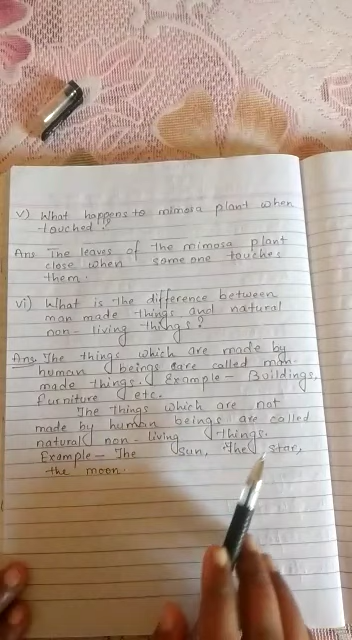 v) What happens to mimosa plant when
touched?
Ans The leaves of the mimosa plant
close when some one touches
them.
vi) What is the difference between
man made things and natural
non-living things?
Ans The things which are made by
human beings are called man-
made things. Example - Buildings,
furniture etc.
The things which are not
made by human beings are called
natural non-living things.
Example - The sun, The star,
the moon.